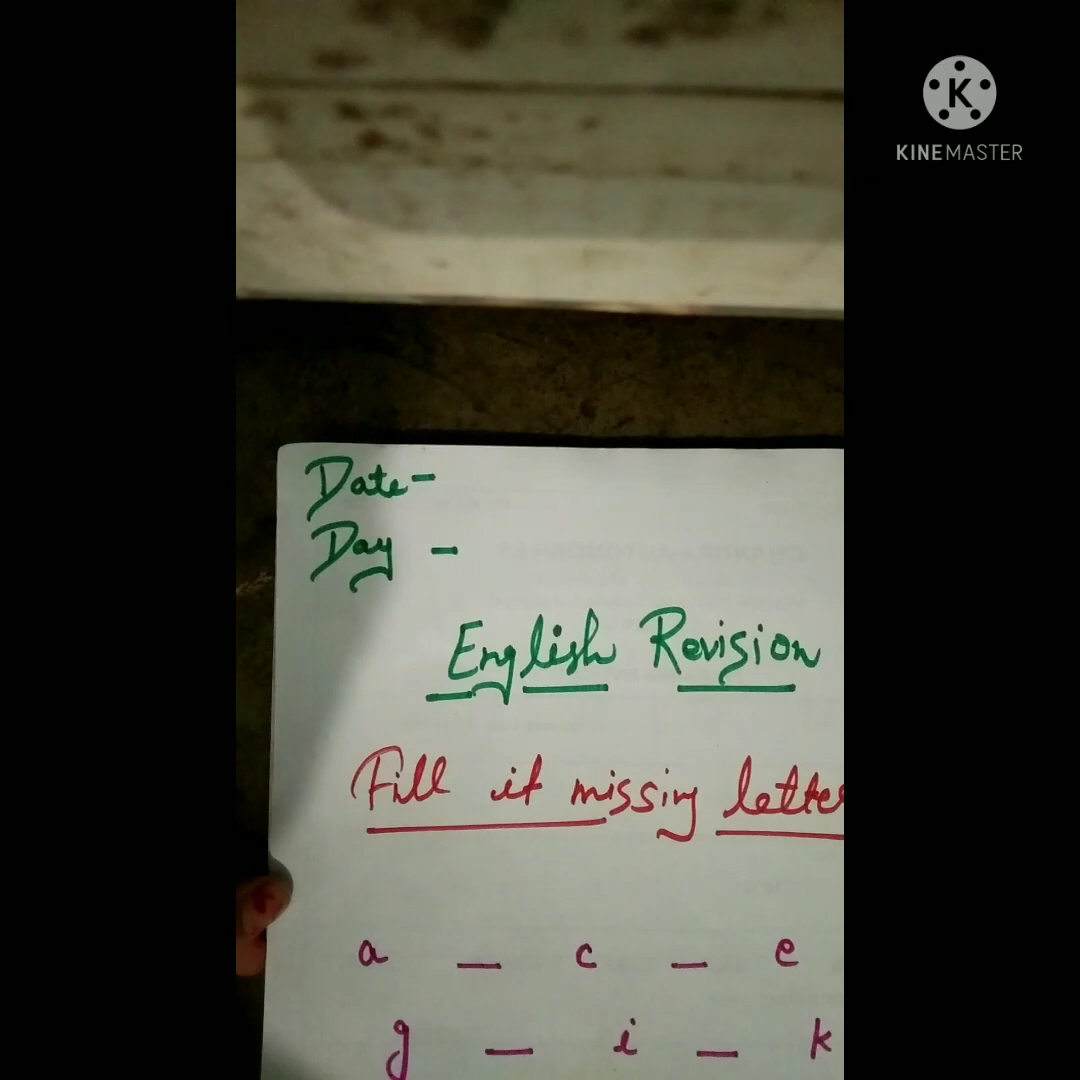 KINEMASTER
Date-
Day -
English Revision
Fill it missing letter
a _ c _ e
g _ i _ k